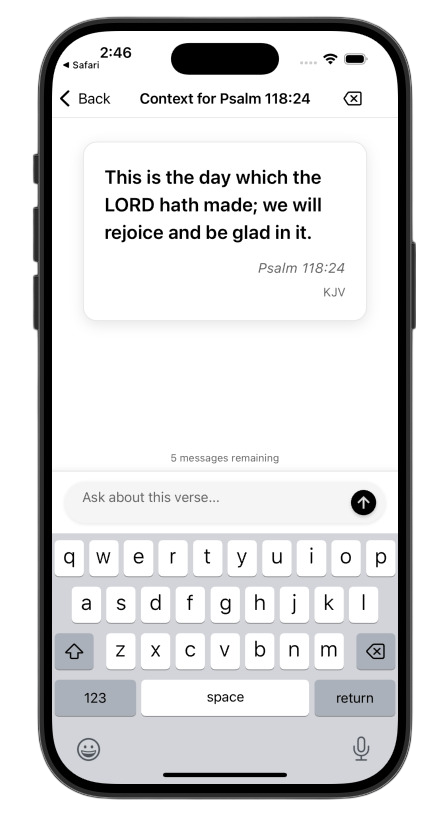 2:46
◀ Safari
Back
Context for Psalm 118:24
This is the day which the
LORD hath made; we will
rejoice and be glad in it.
Psalm 118:24
KJV
5 messages remaining
Ask about this verse...
q w e r t y u i o p
a s d f g h j k l
z x c v b n m
123 space return